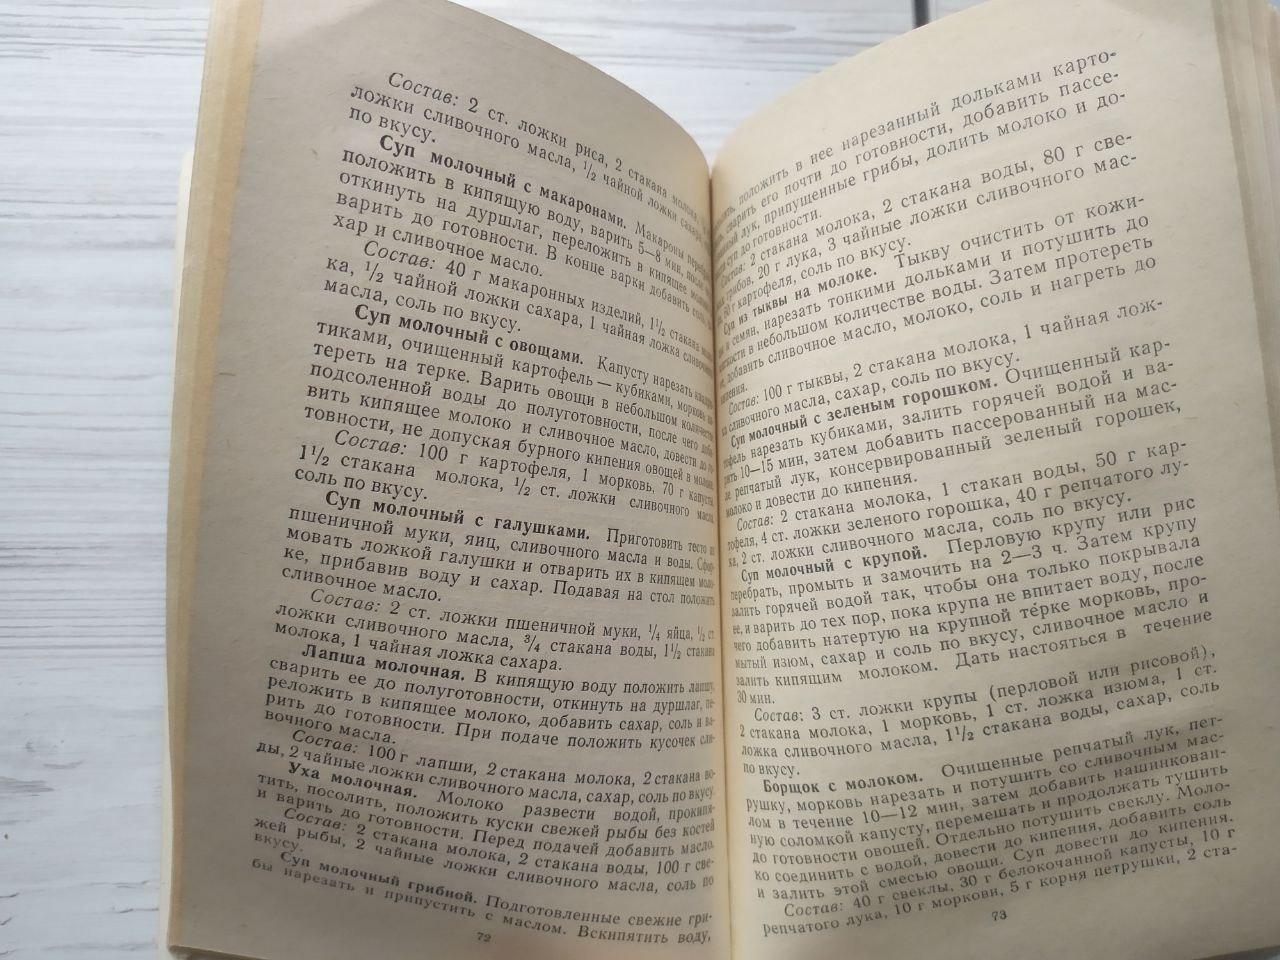 Состав: 2 ст. ложки риса, 2 стакана молока,
ложки сливочного масла, 1/2 чайной ложки сахара,
по вкусу.
Суп молочный с макаронами. Макароны
положить в кипящую воду, варить 5—8 мин,
откинуть на дуршлаг, переложить в кипящее
варить до готовности. В конце варки добавить
хар и сливочное масло.
Состав: 40 г макаронных изделий, 1 1/2 стакана
ка, 1/2 чайной ложки сахара, 1 чайная ложка
масла, соль по вкусу.
Суп молочный с овощами. Капусту нарезать
тиками, очищенный картофель — кубиками, морковь
тереть на терке. Варить овощи в небольшом количестве
подсоленной воды до полуготовности, после чего
вить кипящее молоко и сливочное масло, довести до го-
товности, не допуская бурного кипения овощей в молоке.
Состав: 100 г картофеля, 1 морковь, 70 г капусты,
1 1/2 стакана молока, 1/2 ст. ложки сливочного масла,
соль по вкусу.
Суп молочный с галушками. Приготовить тесто из
пшеничной муки, яиц, сливочного масла и воды. Сфор-
мовать ложкой галушки и отварить их в кипящем моло-
ке, прибавив воду и сахар. Подавая на стол положить
сливочное масло.
Состав: 2 ст. ложки пшеничной муки, 1/4 яйца, 1/2 ст.
ложки сливочного масла, 3/4 стакана воды, 1 1/2 стакана
молока, 1 чайная ложка сахара.
Лапша молочная. В кипящую воду положить лапшу,
сварить ее до полуготовности, откинуть на дуршлаг, пе-
реложить в кипящее молоко, добавить сахар, соль и ва-
рить до готовности. При подаче положить кусочек сли-
вочного масла.
Состав: 100 г лапши, 2 стакана молока, 2 стакана во-
ды, 2 чайные ложки сливочного масла, сахар, соль по вкусу.
Уха молочная. Молоко развести водой, прокипя-
тить, посолить, положить куски свежей рыбы без костей
и варить до готовности. Перед подачей добавить масло.
Состав: 2 стакана молока, 2 стакана воды, 100 г све-
жей рыбы, 2 чайные ложки сливочного масла, соль по
вкусу.
Суп молочный грибной. Подготовленные свежие гри-
бы нарезать и припустить с маслом. Вскипятить воду,
72
положить в нее нарезанный дольками карто-
сварить его почти до готовности, добавить пассе-
лук, припущенные грибы, долить молоко и до-
суп до готовности.
Состав: 2 стакана молока, 2 стакана воды, 80 г све-
грибов, 20 г лука, 3 чайные ложки сливочного мас-
г картофеля, соль по вкусу.
Суп из тыквы на молоке. Тыкву очистить от кожи-
и семян, нарезать тонкими дольками и потушить до
в небольшом количестве воды. Затем протереть
добавить сливочное масло, молоко, соль и нагреть до
кипения.
Состав: 100 г тыквы, 2 стакана молока, 1 чайная лож-
ка сливочного масла, сахар, соль по вкусу.
Суп молочный с зеленым горошком. Очищенный кар-
тофель нарезать кубиками, залить горячей водой и ва-
рить 10—15 мин, затем добавить пассерованный на мас-
ле репчатый лук, консервированный зеленый горошек,
молоко и довести до кипения.
Состав: 2 стакана молока, 1 стакан воды, 50 г кар-
тофеля, 4 ст. ложки зеленого горошка, 40 г репчатого лу-
ка, 2 ст. ложки сливочного масла, соль по вкусу.
Суп молочный с крупой. Перловую крупу или рис
перебрать, промыть и замочить на 2—3 ч. Затем крупу
залить горячей водой так, чтобы она только покрывала
ее, и варить до тех пор, пока крупа не впитает воду, после
чего добавить натертую на крупной тёрке морковь, про-
мытый изюм, сахар и соль по вкусу, сливочное масло и
залить кипящим молоком. Дать настояться в течение
30 мин.
Состав: 3 ст. ложки крупы (перловой или рисовой),
2 стакана молока, 1 морковь, 1 ст. ложка изюма, 1 ст.
ложка сливочного масла, 1 1/2 стакана воды, сахар, соль
по вкусу.
Борщок с молоком. Очищенные репчатый лук, пет-
рушку, морковь нарезать и потушить со сливочным мас-
лом в течение 10—12 мин, затем добавить нашинкован-
ную соломкой капусту, перемешать и продолжать тушить
до готовности овощей. Отдельно потушить свеклу. Моло-
ко соединить с водой, довести до кипения, добавить соль
и залить этой смесью овощи. Суп довести до кипения.
Состав: 40 г свеклы, 30 г белокочанной капусты, 10 г
репчатого лука, 10 г моркови, 5 г корня петрушки, 2 ста-
73